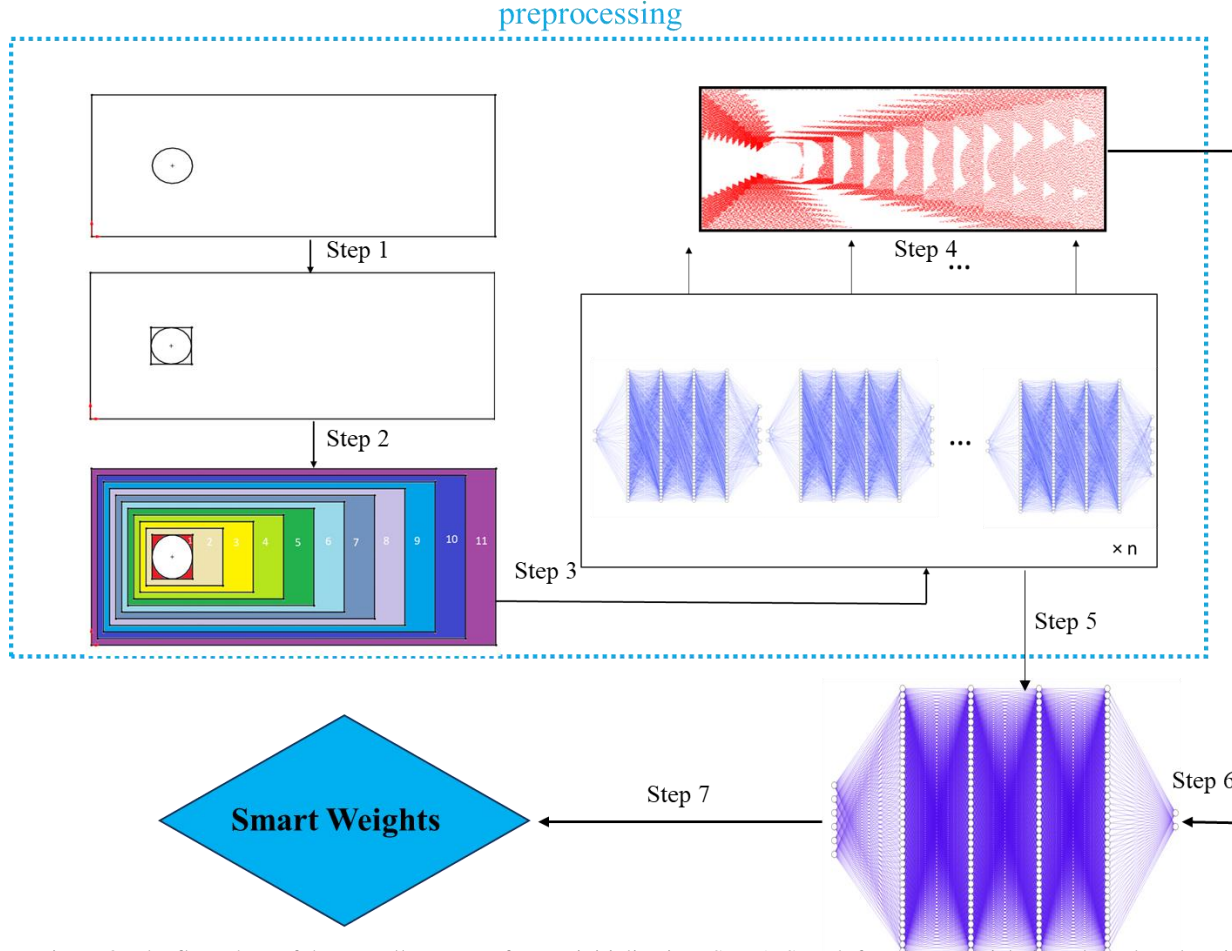 preprocessing
Step 1
Step 4
...
Step 2
1 2 3 4 5 6 7 8 9 10 11
...
× n
Step 3
Step 5
Step 6
Step 7
Smart Weights